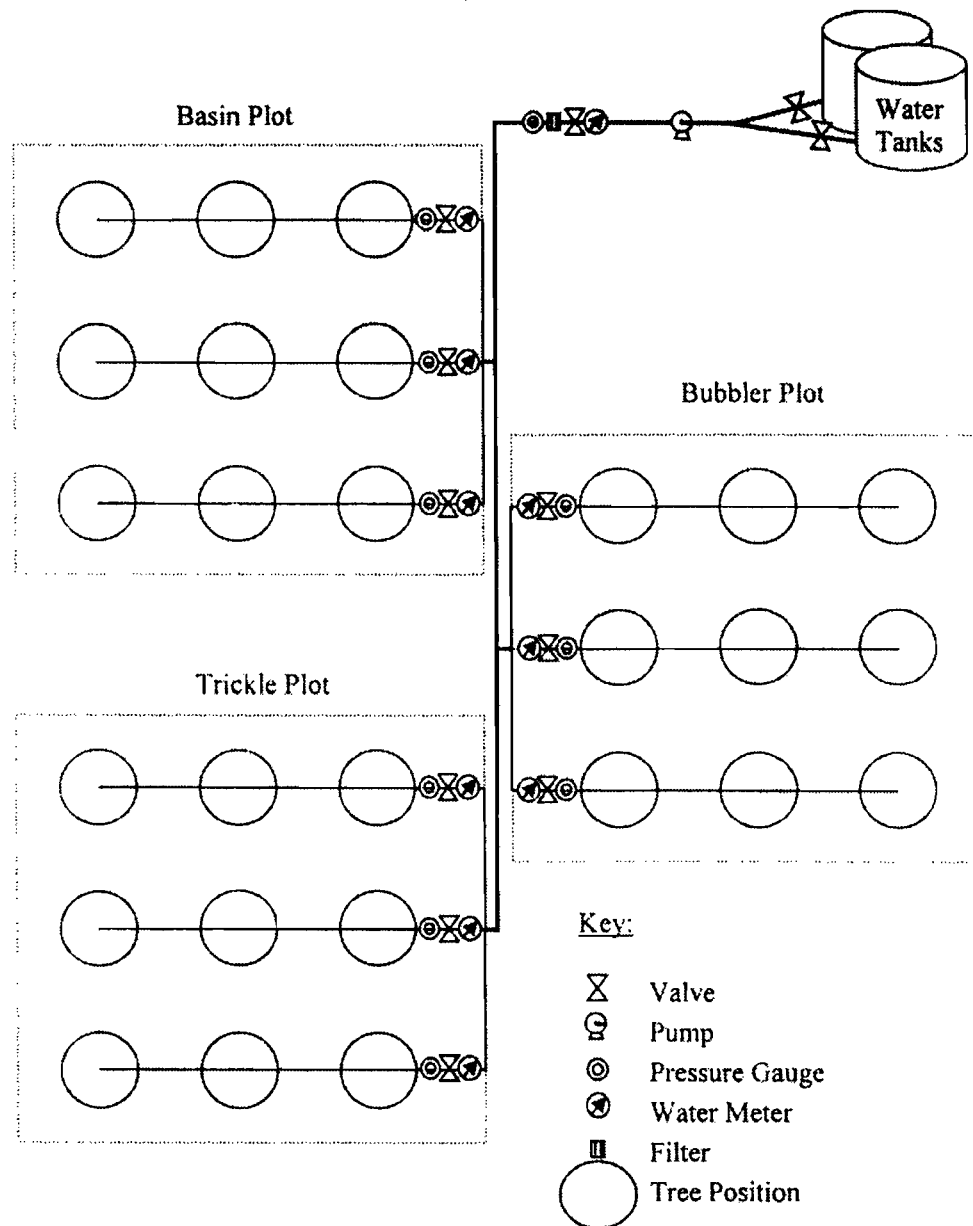 Basin Plot
Water
Tanks
Bubbler Plot
Trickle Plot
Key:
Valve
Pump
Pressure Gauge
Water Meter
Filter
Tree Position